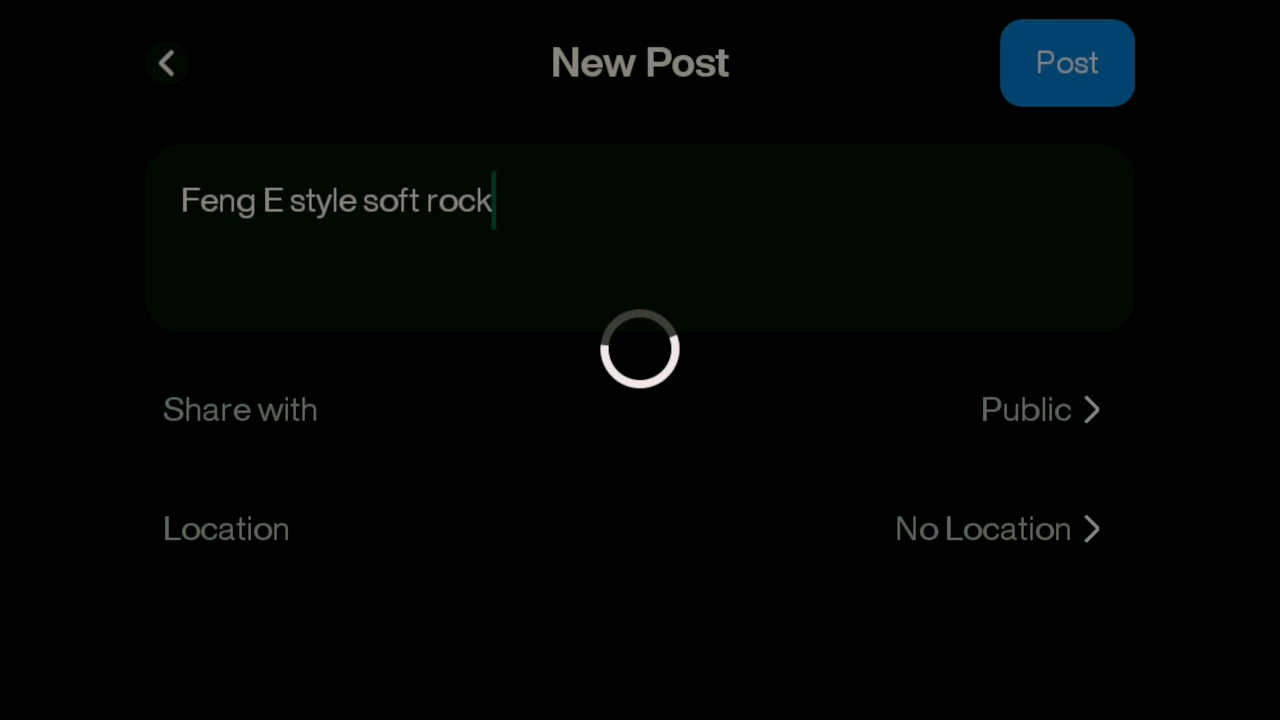 New Post
Post
Feng E style soft rock
Share with
Public
Location
No Location